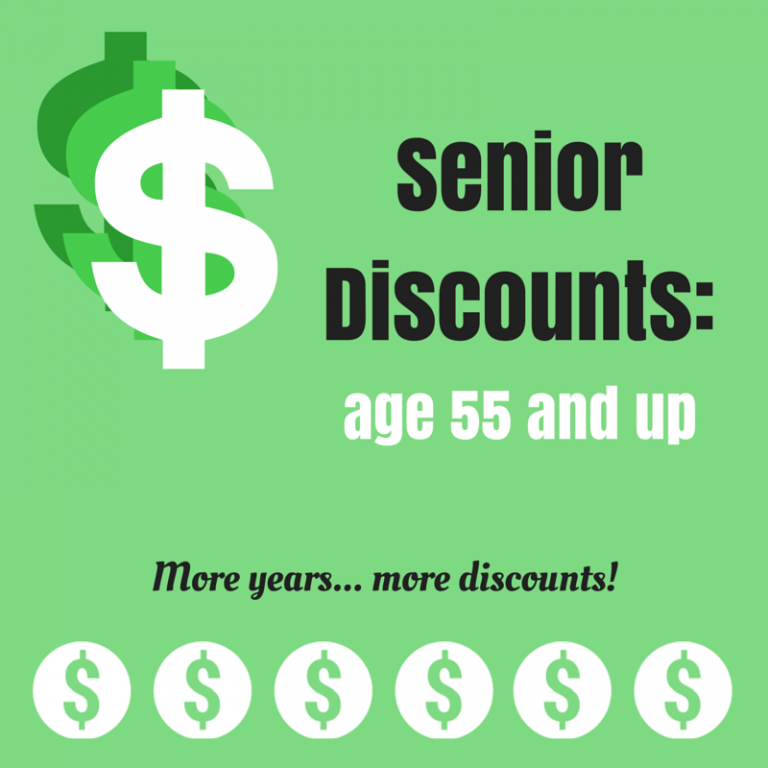 $
Senior
Discounts:
age 55 and up
More years... more discounts!
$ $ $ $ $ $